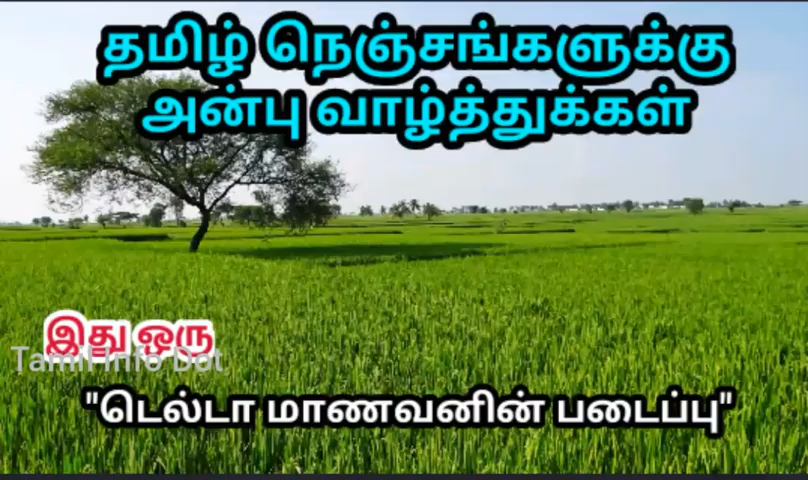 தமிழ் நெஞ்சங்களுக்கு
அன்பு வாழ்த்துக்கள்
இது ஒரு
Tamil Info Dot
"டெல்டா மாணவனின் படைப்பு"